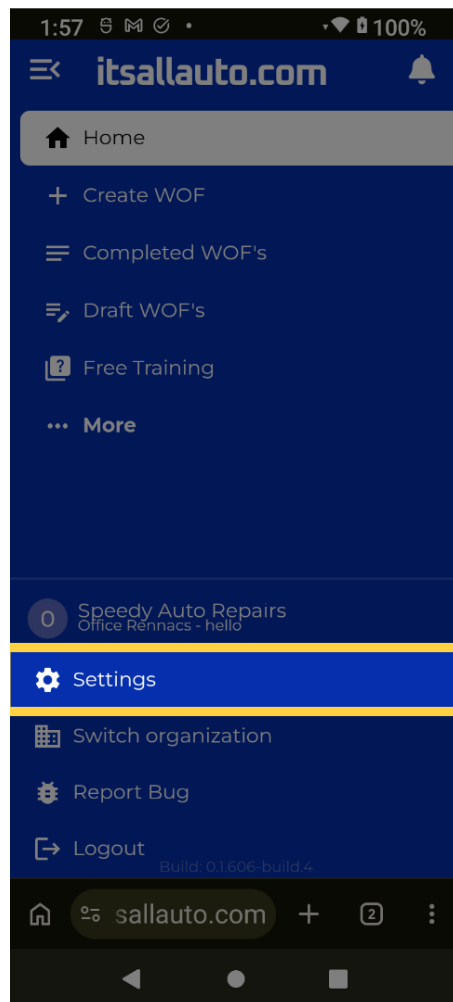 1:57 100%
itsallauto.com
Home
Create WOF
Completed WOF's
Draft WOF's
Free Training
More
O Speedy Auto Repairs
Office Rennacs - hello
Settings
Switch organization
Report Bug
Logout
Build: 0.1.606-build.4
sallauto.com 2